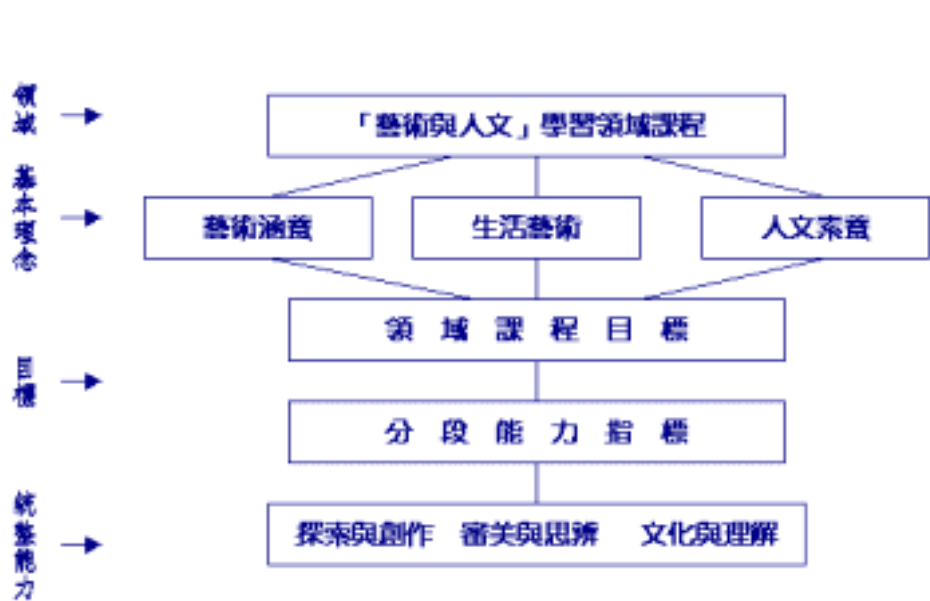 領域
「藝術與人文」學習領域課程
基本理念
藝術涵養
生活藝術
人文素養
領域課程目標
目標
分段能力指標
統整能力
探索與創作 審美與思辨 文化與理解